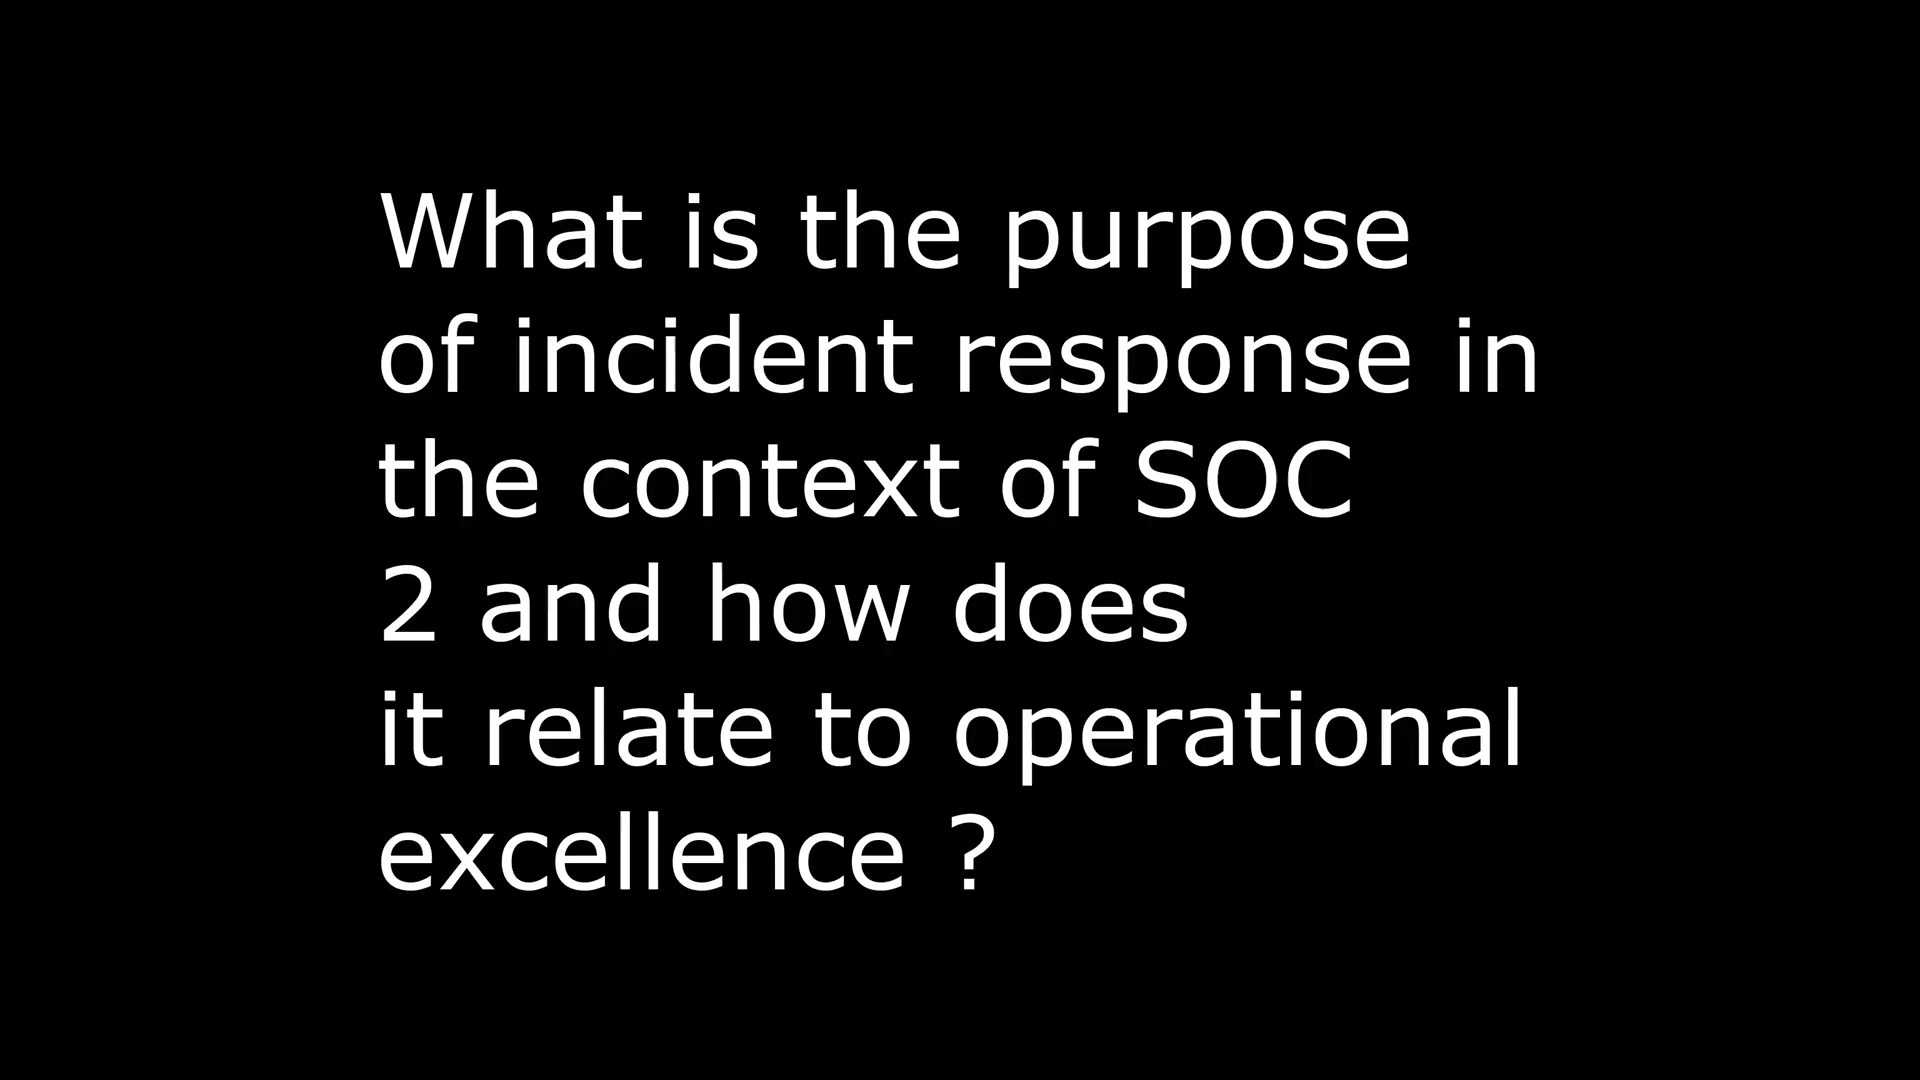 What is the purpose
of incident response in
the context of SOC
2 and how does
it relate to operational
excellence ?